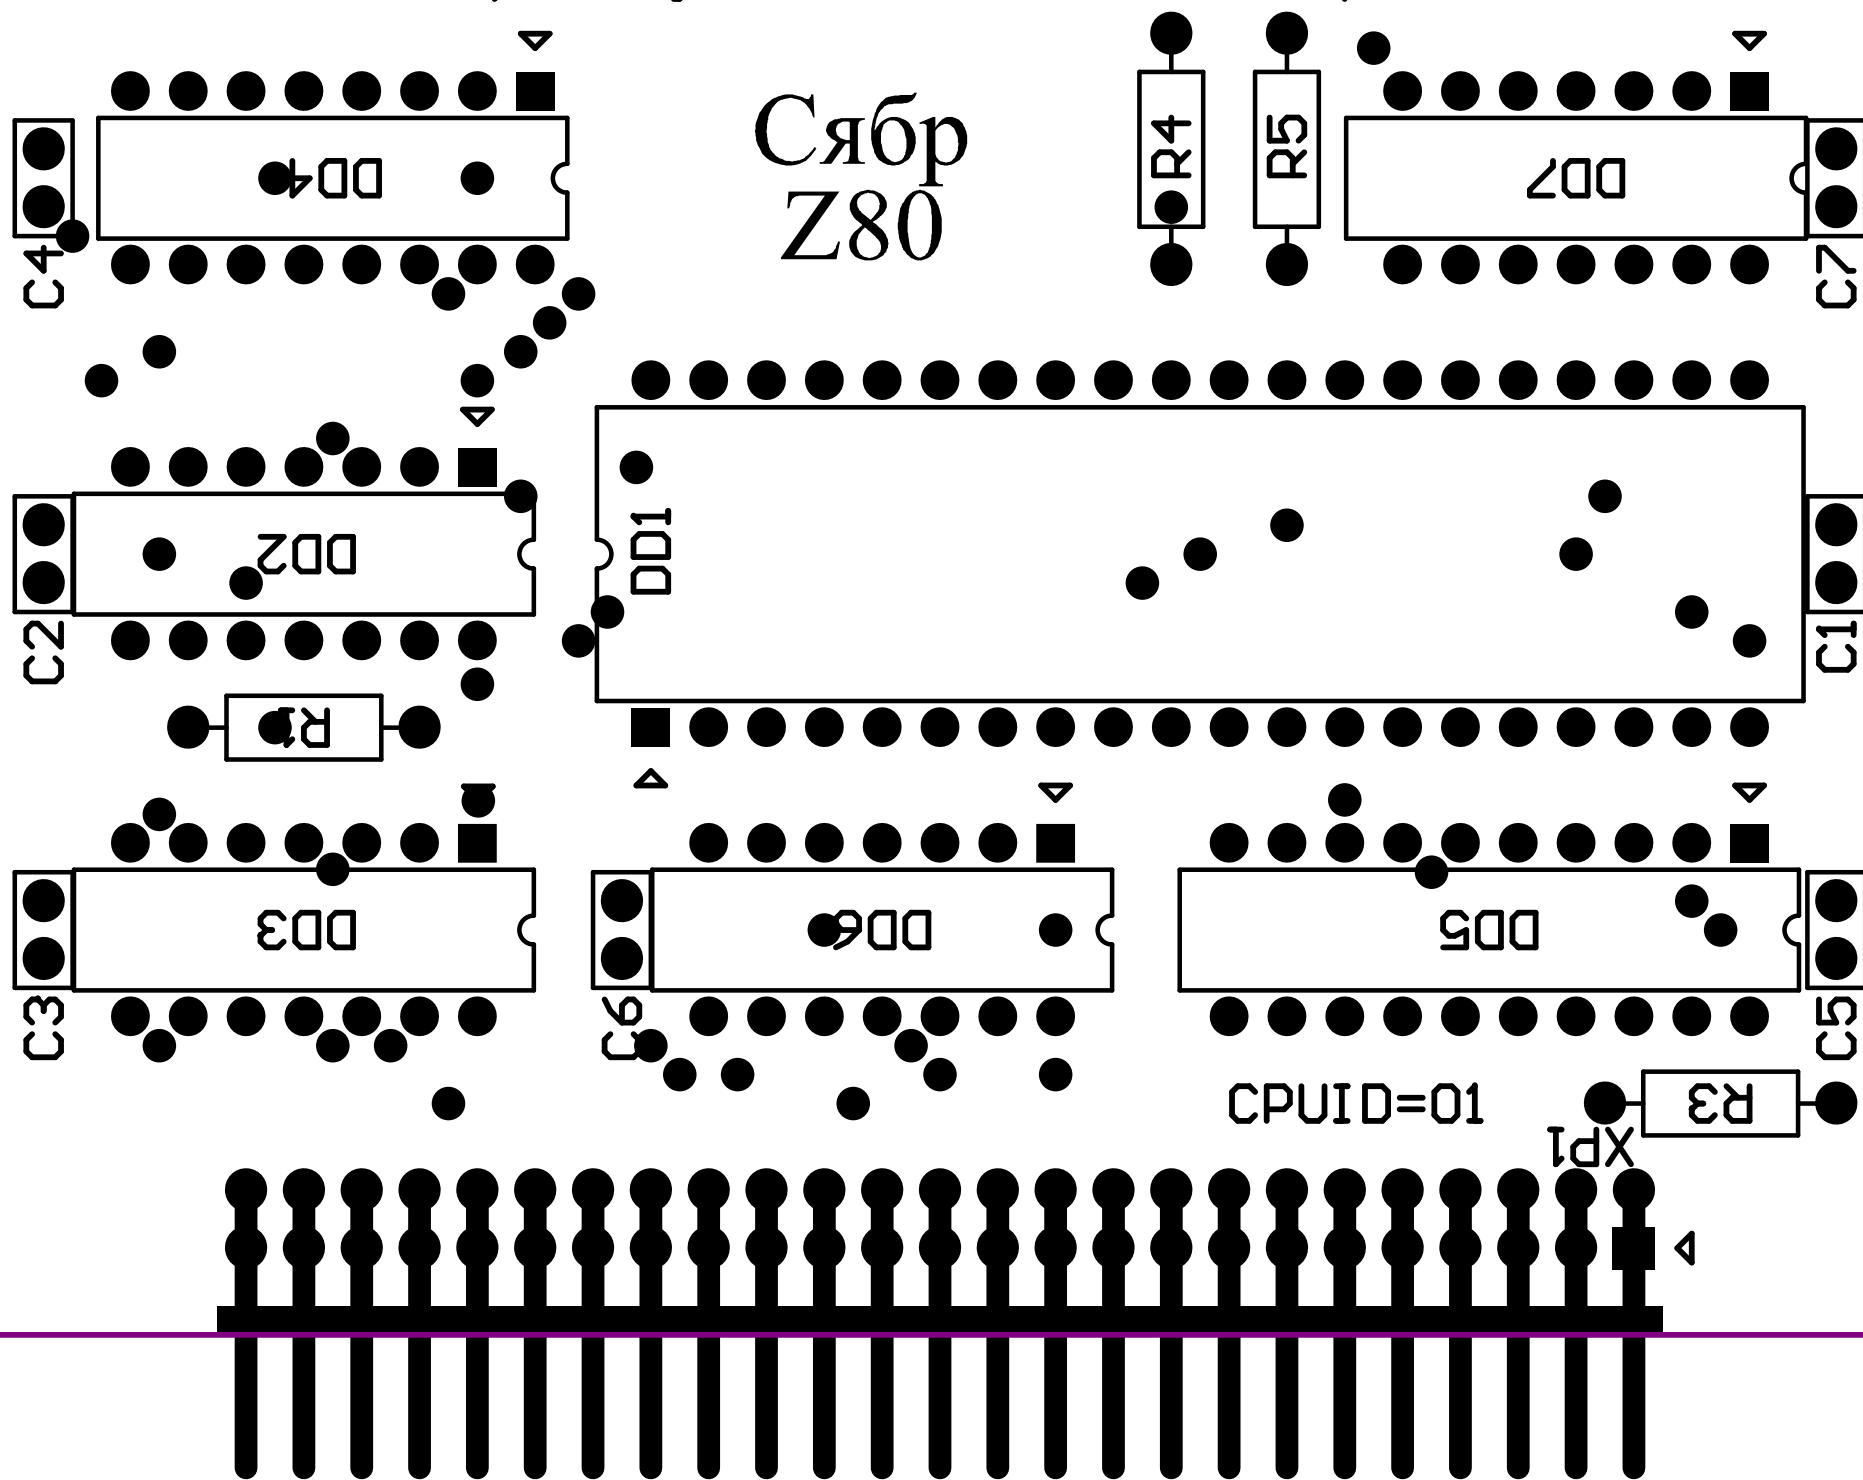 Сябр
Z80
R4
R5
DD4
DD7
C4
C7
DD2
DD1
C2
C1
R1
DD3
DD6
DD5
C3
C6
C5
CPUID=01
R3
XP1